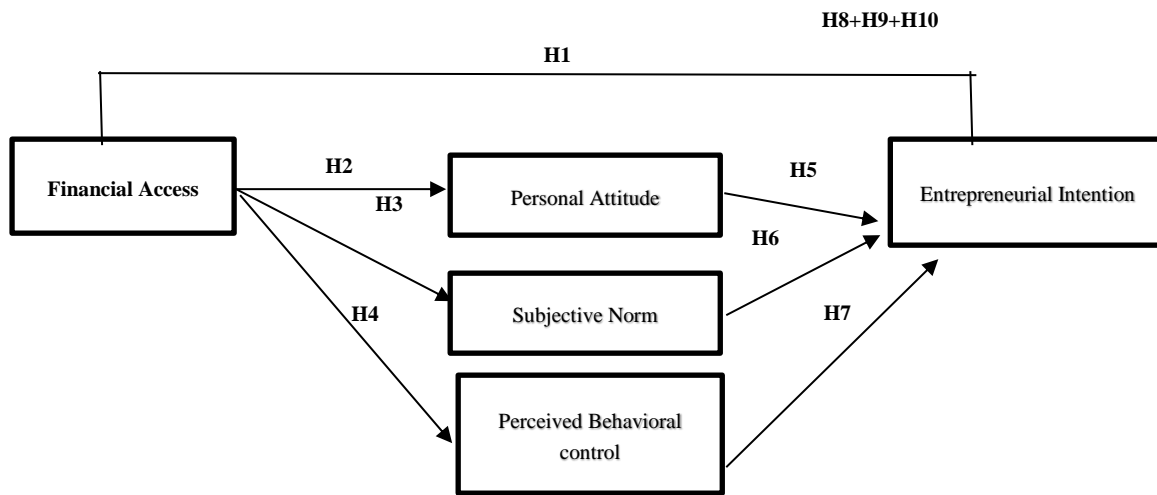 H8+H9+H10
H1
Financial Access
H2
H3
H4
Personal Attitude
Subjective Norm
Perceived Behavioral
control
H5
H6
H7
Entrepreneurial Intention